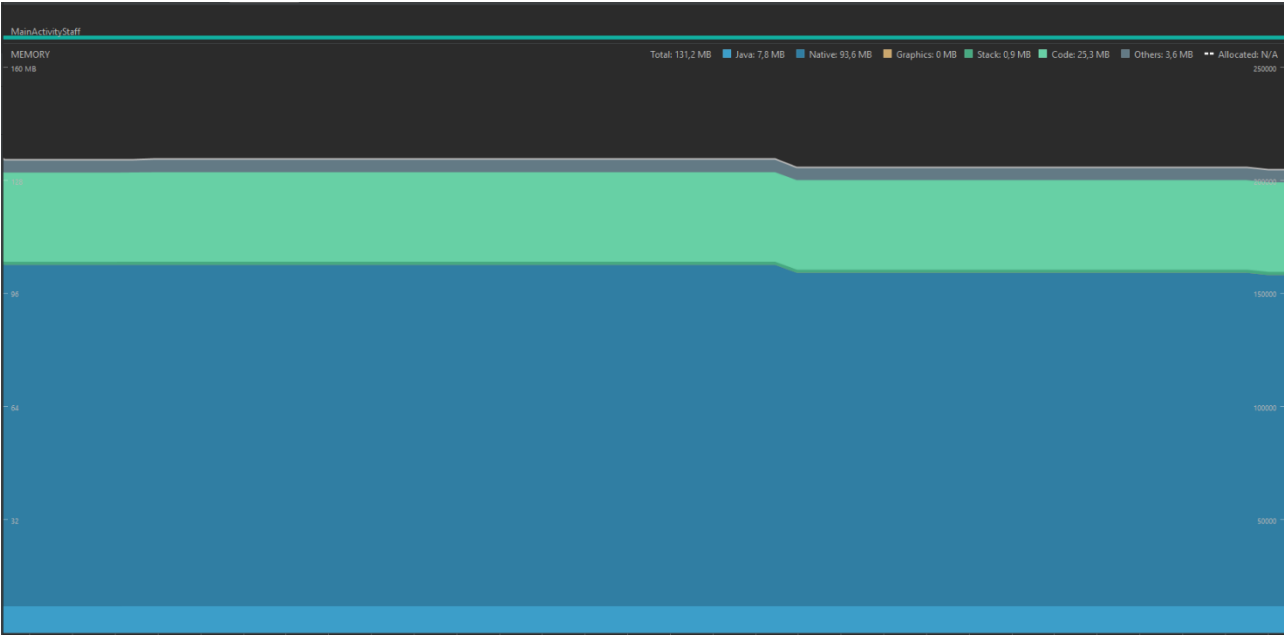 MainActivityStaff
MEMORY Total: 131,2 MB Java: 7,8 MB Native: 93,6 MB Graphics: 0 MB Stack: 0,9 MB Code: 25,3 MB Others: 3,6 MB Allocated: N/A
160 MB 250000
96 150000
64 100000
32 50000